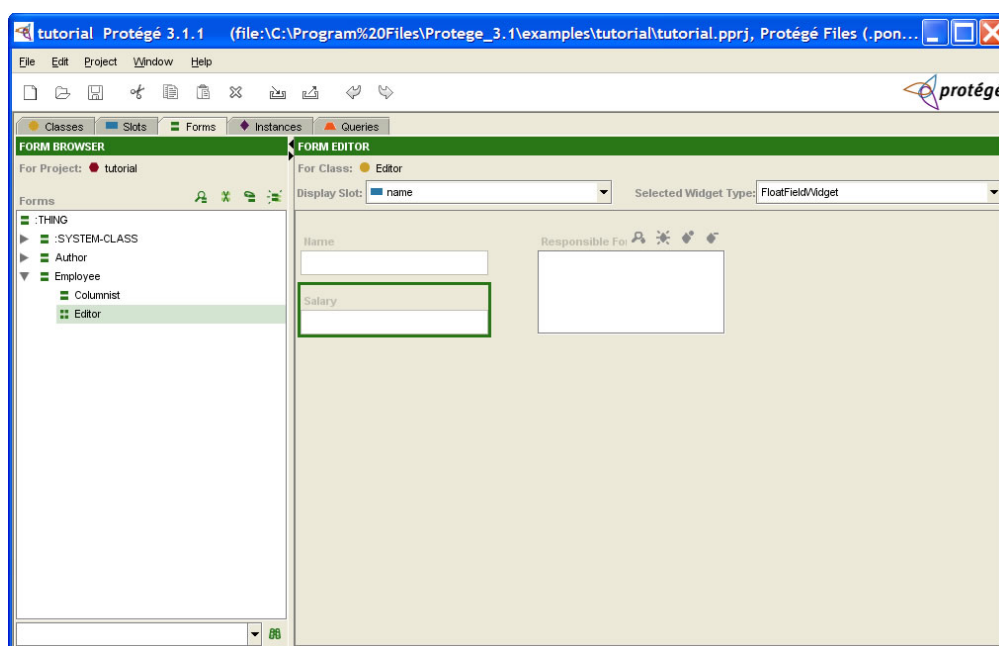 tutorial Protégé 3.1.1 (file:\C:\Program%20Files\Protege_3.1\examples\tutorial\tutorial.pprj, Protégé Files (.pon...
File Edit Project Window Help
protégé
Classes Slots Forms Instances Queries
FORM BROWSER
For Project: tutorial
Forms
:THING
:SYSTEM-CLASS
Author
Employee
Columnist
Editor
FORM EDITOR
For Class: Editor
Display Slot: name Selected Widget Type: FloatFieldWidget
Name
Responsible For
Salary